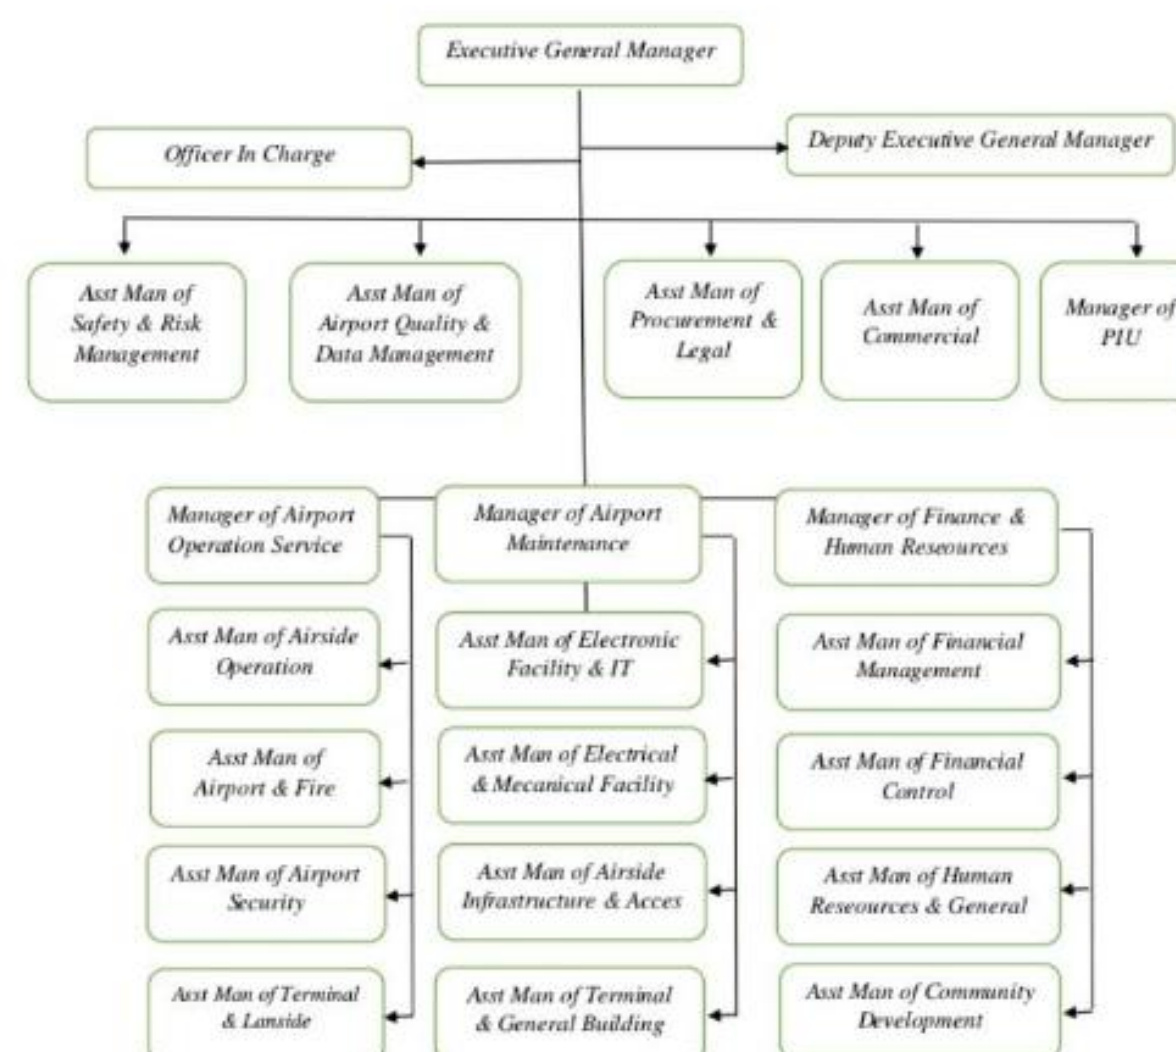 Executive General Manager
Officer In Charge
Deputy Executive General Manager
Asst Man of
Safety & Risk
Management
Asst Man of
Airport Quality &
Data Management
Asst Man of
Procurement &
Legal
Asst Man of
Commercial
Manager of
PIU
Manager of Airport
Operation Service
Manager of Airport
Maintenance
Manager of Finance &
Human Reseources
Asst Man of Airside
Operation
Asst Man of Electronic
Facility & IT
Asst Man of Financial
Management
Asst Man of
Airport & Fire
Asst Man of Electrical
& Mecanical Facility
Asst Man of Financial
Control
Asst Man of Airport
Security
Asst Man of Airside
Infrastructure & Acces
Asst Man of Human
Reseources & General
Asst Man of Terminal
& Lanside
Asst Man of Terminal
& General Building
Asst Man of Community
Development